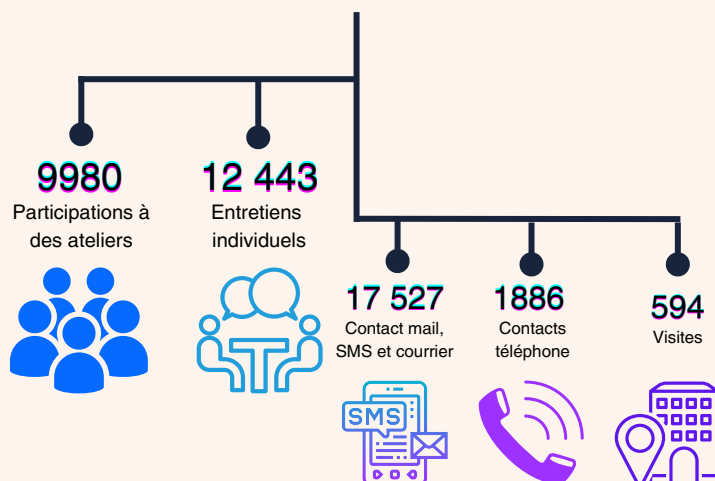 9980
Participations à
des ateliers
12 443
Entretiens
individuels
17 527
Contact mail,
SMS et courrier
1886
Contacts
téléphone
594
Visites
SMS